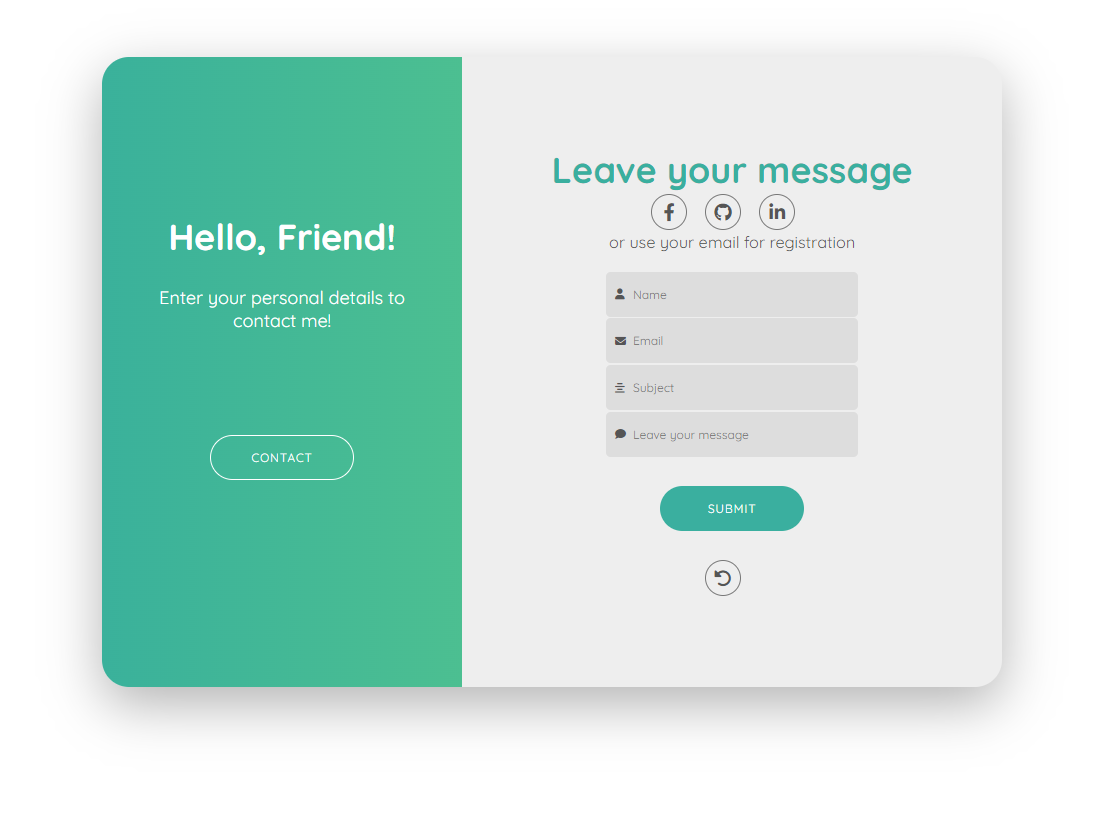 Hello, Friend!
Enter your personal details to
contact me!
CONTACT
Leave your message
or use your email for registration
Name
Email
Subject
Leave your message
SUBMIT